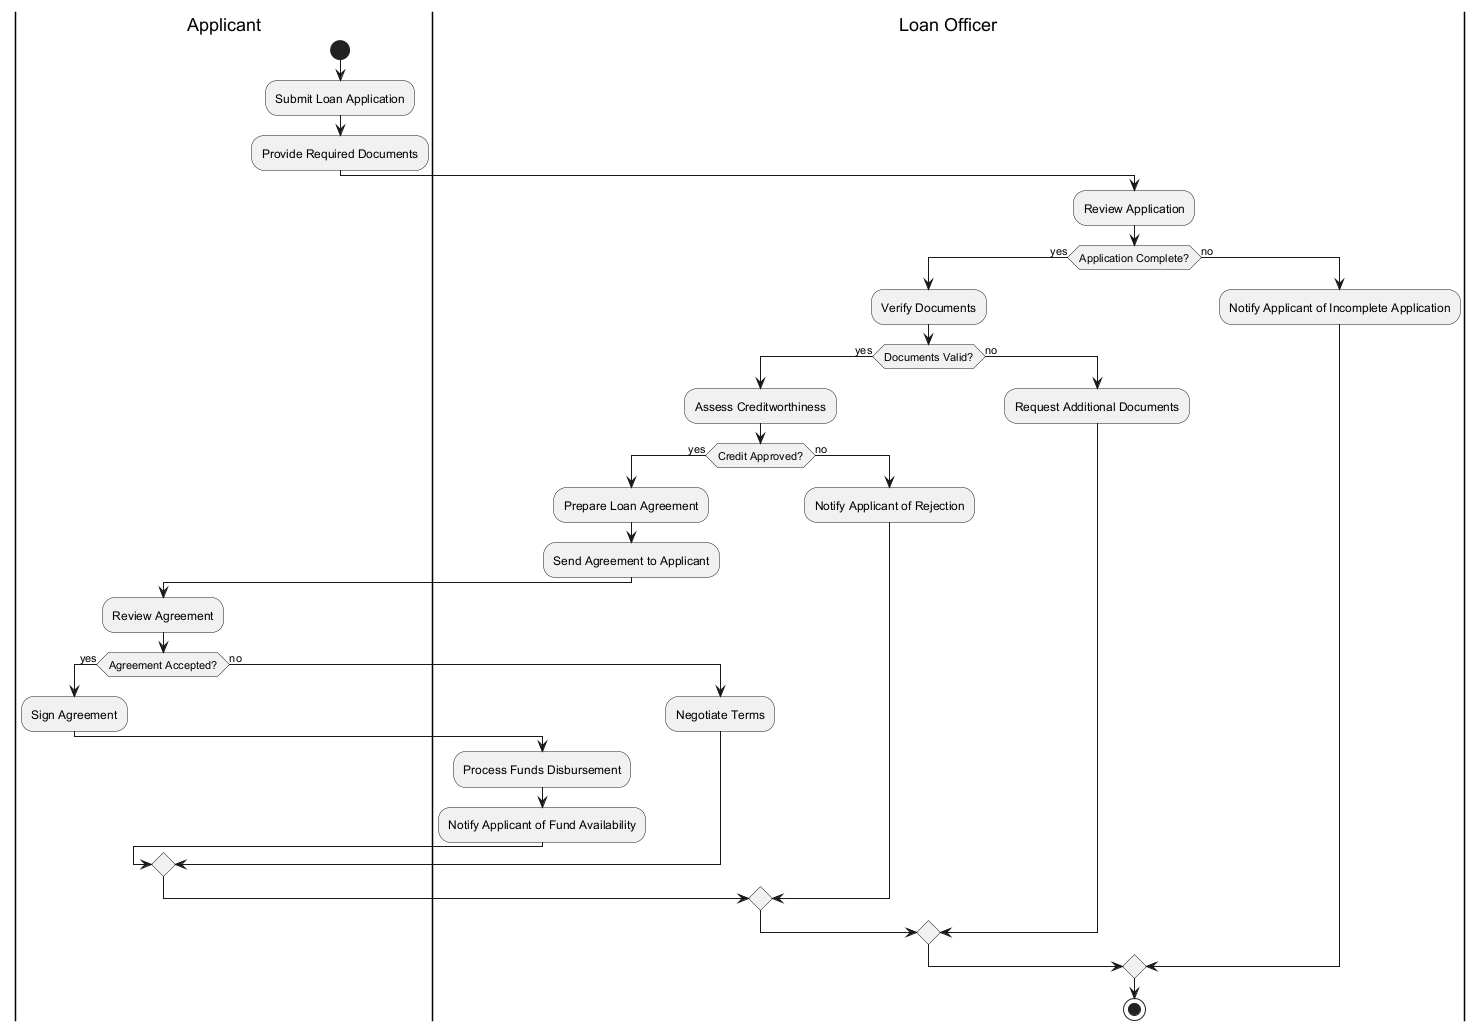 Applicant
Loan Officer
Submit Loan Application
Provide Required Documents
Review Application
yes
Application Complete?
no
Verify Documents
Notify Applicant of Incomplete Application
yes
Documents Valid?
no
Assess Creditworthiness
Request Additional Documents
yes
Credit Approved?
no
Prepare Loan Agreement
Notify Applicant of Rejection
Send Agreement to Applicant
Review Agreement
yes
Agreement Accepted?
no
Sign Agreement
Negotiate Terms
Process Funds Disbursement
Notify Applicant of Fund Availability